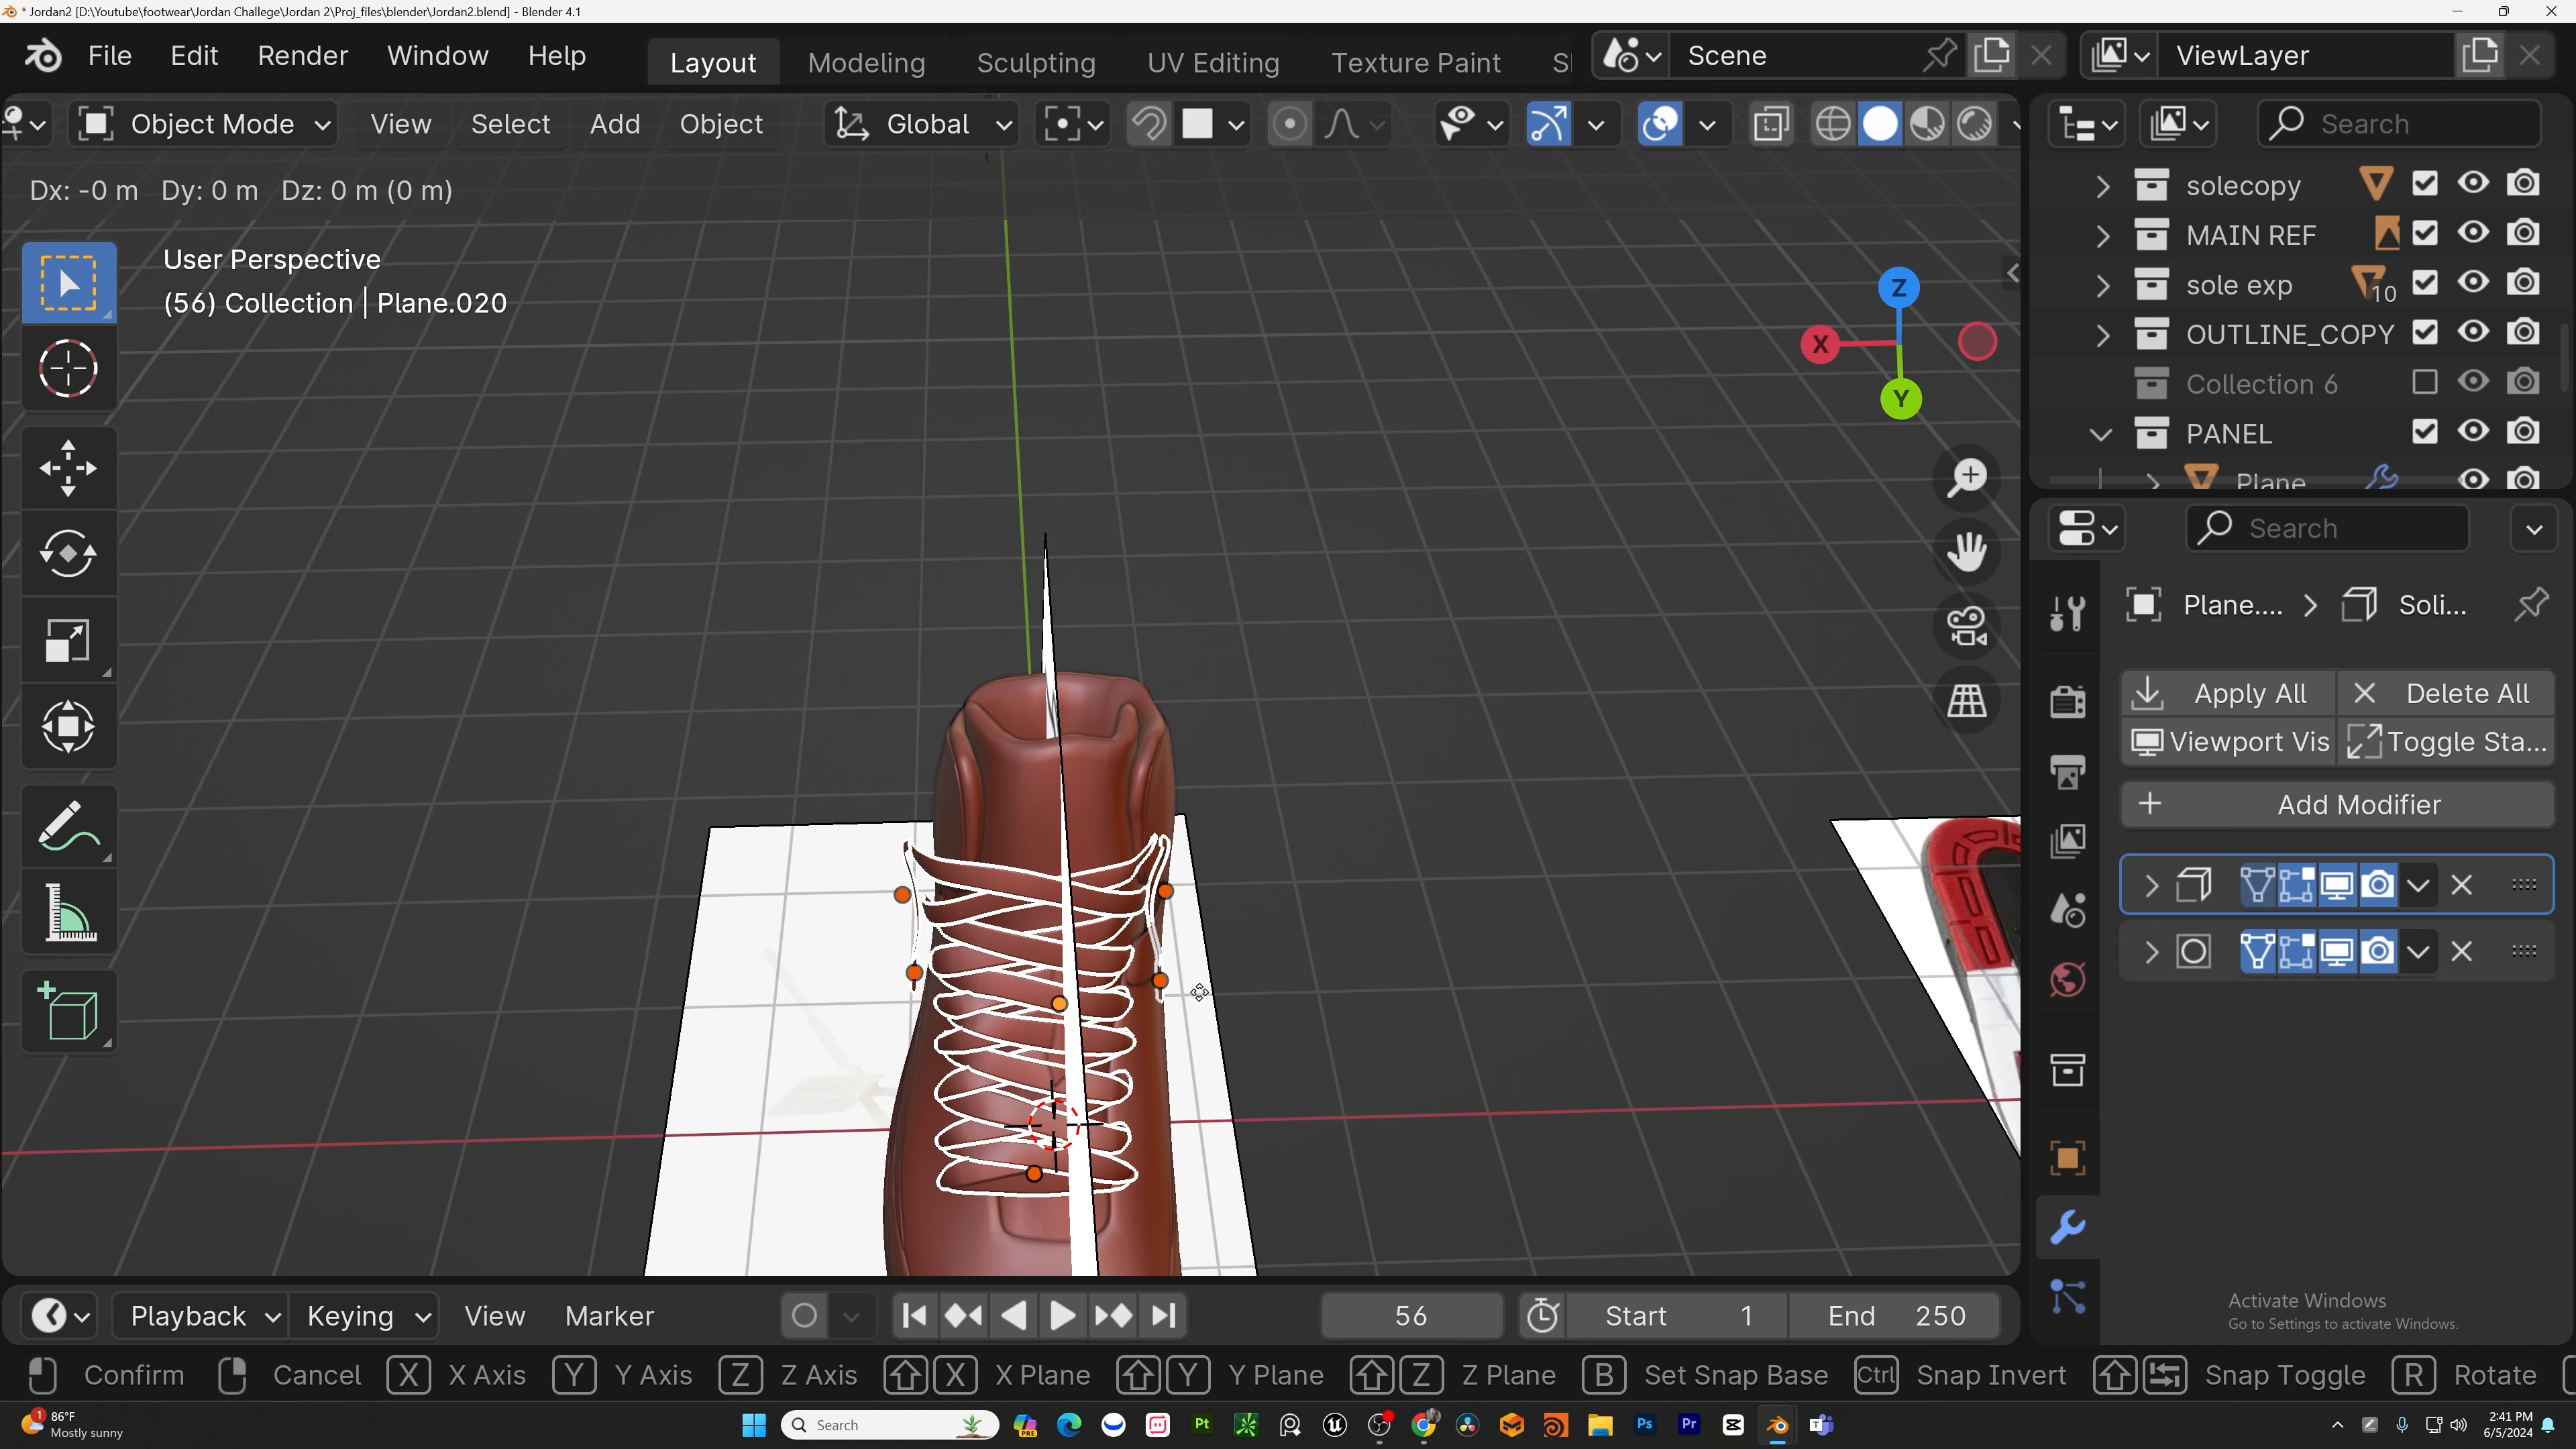 * Jordan2 [D:\Youtube\footwear\Jordan Challege\Jordan 2\Proj_files\blender\Jordan2.blend] - Blender 4.1
File Edit Render Window Help Layout Modeling Sculpting UV Editing Texture Paint S Scene ViewLayer
Object Mode View Select Add Object Global Search
Dx: -0 m Dy: 0 m Dz: 0 m (0 m)
User Perspective
(56) Collection | Plane.020
Z
X
Y
solecopy
MAIN REF
sole exp 10
OUTLINE_COPY
Collection 6
PANEL
Plane
Search
Plane.... Soli...
Apply All Delete All
Viewport Vis Toggle Sta...
Add Modifier
Activate Windows
Go to Settings to activate Windows.
Playback Keying View Marker 56 Start 1 End 250
Confirm Cancel X X Axis Y Y Axis Z Z Axis X X Plane Y Y Plane Z Z Plane B Set Snap Base Ctrl Snap Invert Snap Toggle R Rotate
1 86°F
Mostly sunny
Search
PRE
Pt
Ps
Pr
2:41 PM
6/5/2024